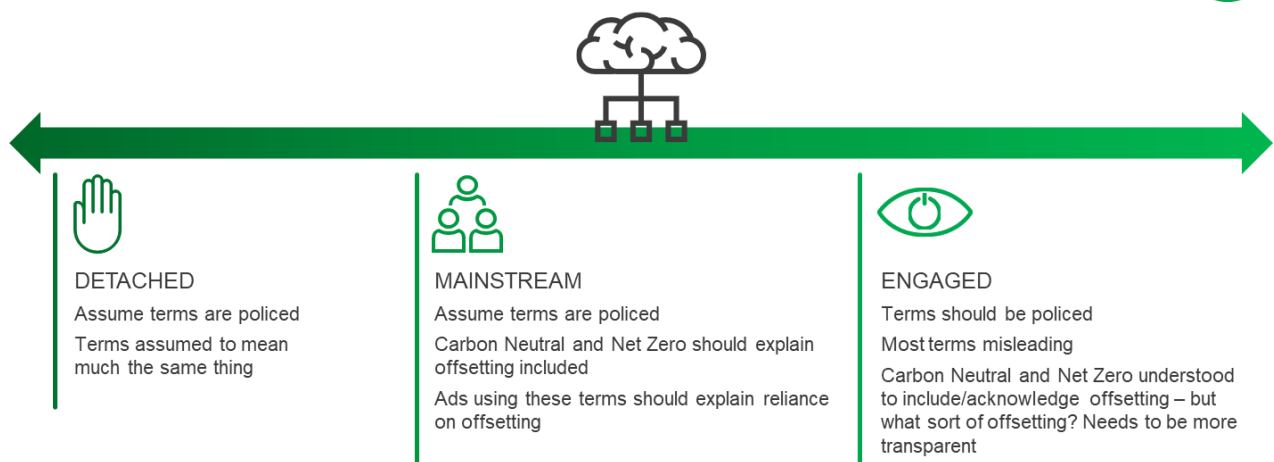 DETACHED
Assume terms are policed
Terms assumed to mean
much the same thing
MAINSTREAM
Assume terms are policed
Carbon Neutral and Net Zero should explain
offsetting included
Ads using these terms should explain reliance
on offsetting
ENGAGED
Terms should be policed
Most terms misleading
Carbon Neutral and Net Zero understood
to include/acknowledge offsetting – but
what sort of offsetting? Needs to be more
transparent